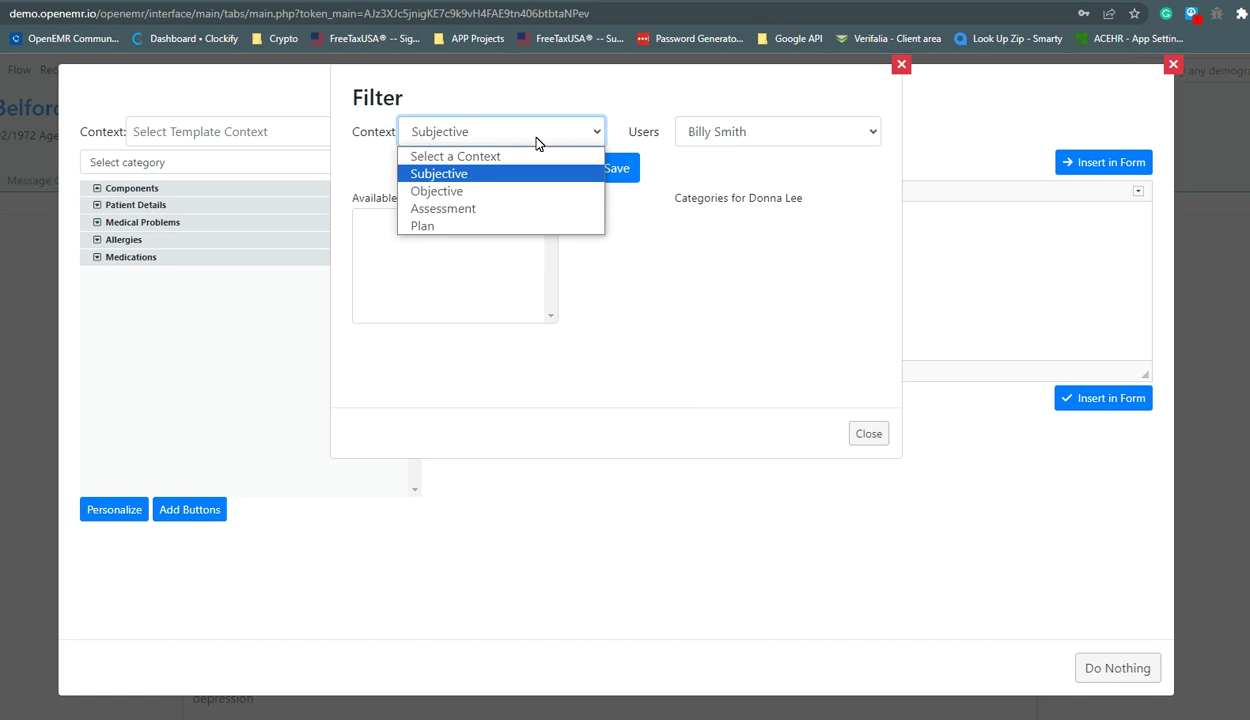 demo.openemr.io/openemr/interface/main/tabs/main.php?token_main=AJz3XJc5jnigKE7c9k9vH4FAE9tn406btbtaNPev
OpenEMR Commun... Dashboard • Clockify Crypto FreeTaxUSA® -- Sig... APP Projects FreeTaxUSA® -- Su... Password Generato... Google API Verifalia - Client area Look Up Zip - Smarty ACEHR - App Settin...
Flow Rec
any demogra
Belford
2/1972 Age
Message
Filter
Context: Select Template Context
Context Subjective Users Billy Smith
Select category
Select a Context
Subjective
Objective
Assessment
Plan
Save
Insert in Form
Components
Patient Details
Medical Problems
Allergies
Medications
Available
Categories for Donna Lee
Insert in Form
Close
Personalize Add Buttons
Do Nothing
depression